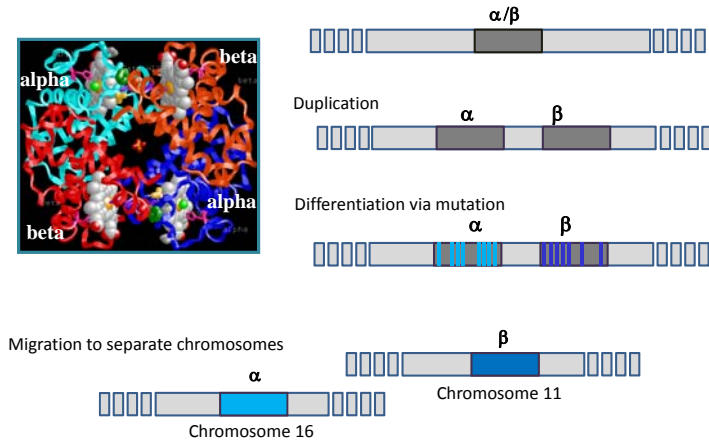 α/β
beta
alpha
Duplication
α β
alpha
beta
Differentiation via mutation
α β
Migration to separate chromosomes
β
α
Chromosome 11
Chromosome 16